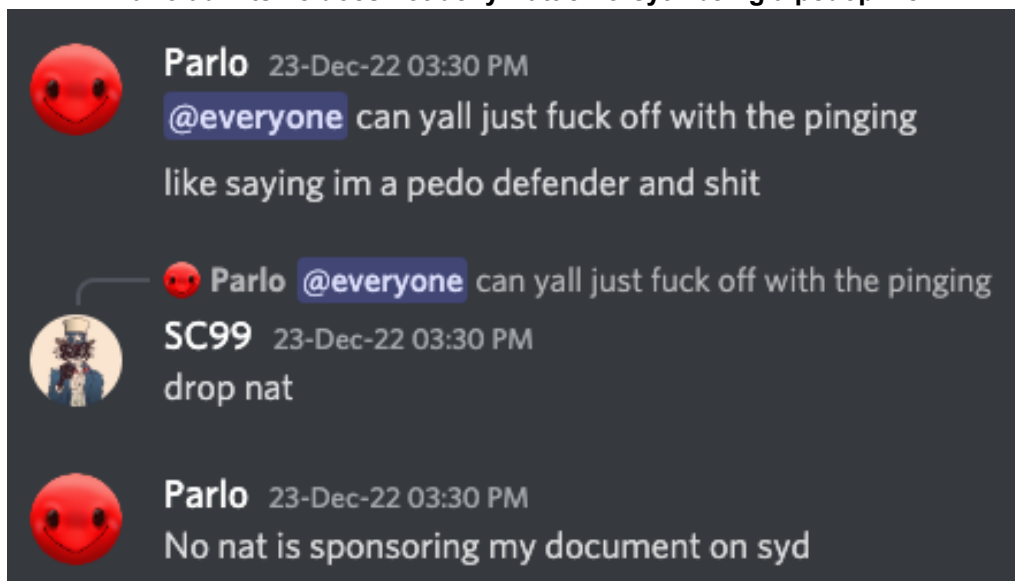 Parlo 23-Dec-22 03:30 PM
@everyone can yall just fuck off with the pinging
like saying im a pedo defender and shit
Parlo @everyone can yall just fuck off with the pinging
SC99 23-Dec-22 03:30 PM
drop nat
Parlo 23-Dec-22 03:30 PM
No nat is sponsoring my document on syd